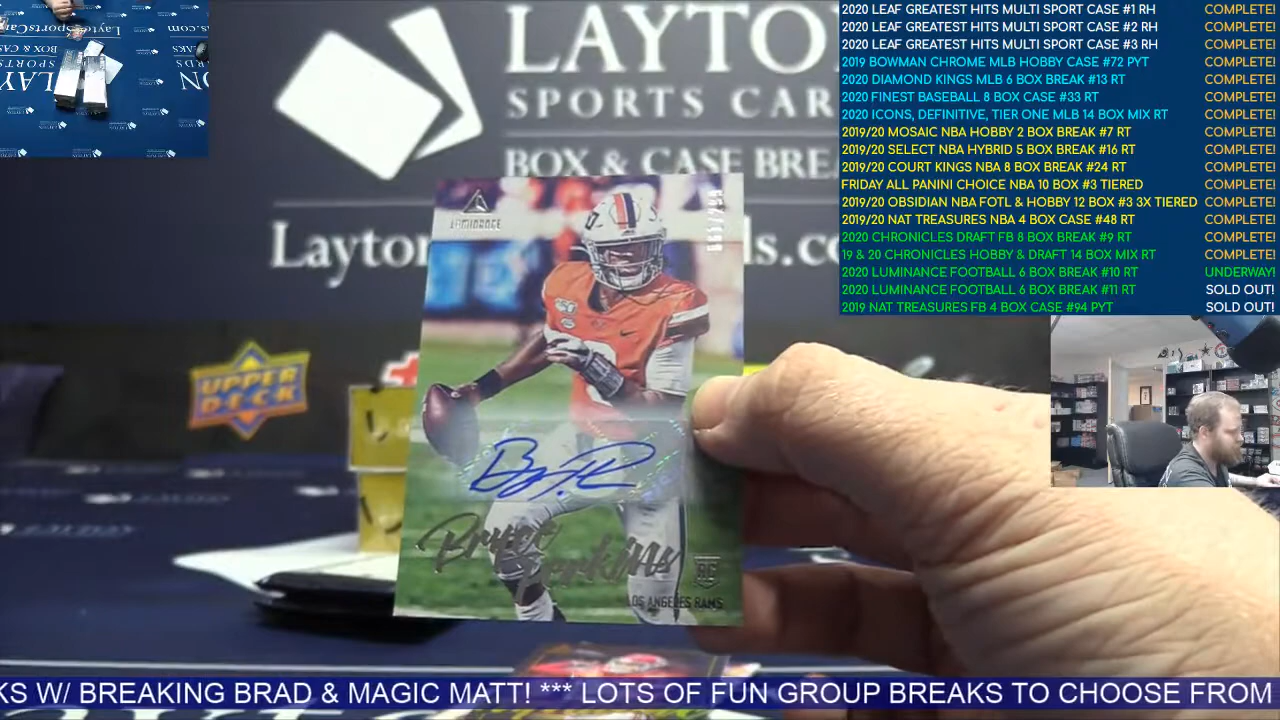 LAYTO
SPORTS CAR
BOX & CASE BREA
Layton
ds.co
UPPER
DECK
LUMINANCE
Bryce
Perkins
RC
LOS ANGELES RAMS
2020 LEAF GREATEST HITS MULTI SPORT CASE #1 RH COMPLETE!
2020 LEAF GREATEST HITS MULTI SPORT CASE #2 RH COMPLETE!
2020 LEAF GREATEST HITS MULTI SPORT CASE #3 RH COMPLETE!
2019 BOWMAN CHROME MLB HOBBY CASE #72 PYT COMPLETE!
2020 DIAMOND KINGS MLB 6 BOX BREAK #13 RT COMPLETE!
2020 FINEST BASEBALL 8 BOX CASE #33 RT COMPLETE!
2020 ICONS, DEFINITIVE, TIER ONE MLB 14 BOX MIX RT COMPLETE!
2019/20 MOSAIC NBA HOBBY 2 BOX BREAK #7 RT COMPLETE!
2019/20 SELECT NBA HYBRID 5 BOX BREAK #16 RT COMPLETE!
2019/20 COURT KINGS NBA 8 BOX BREAK #24 RT COMPLETE!
FRIDAY ALL PANINI CHOICE NBA 10 BOX #3 TIERED COMPLETE!
2019/20 OBSIDIAN NBA FOTL & HOBBY 12 BOX #3 3X TIERED COMPLETE!
2019/20 NAT TREASURES NBA 4 BOX CASE #48 RT COMPLETE!
2020 CHRONICLES DRAFT FB 8 BOX BREAK #9 RT COMPLETE!
19 & 20 CHRONICLES HOBBY & DRAFT 14 BOX MIX RT COMPLETE!
2020 LUMINANCE FOOTBALL 6 BOX BREAK #10 RT UNDERWAY!
2020 LUMINANCE FOOTBALL 6 BOX BREAK #11 RT SOLD OUT!
2019 NAT TREASURES FB 4 BOX CASE #94 PYT SOLD OUT!
KS W/ BREAKING BRAD & MAGIC MATT! *** LOTS OF FUN GROUP BREAKS TO CHOOSE FROM